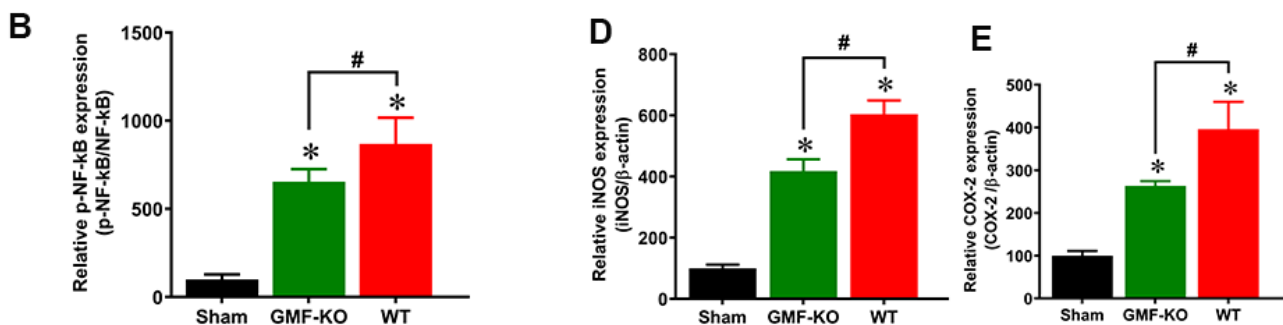 B
Relative p-NF-kB expression
(p-NF-kB/NF-kB)
1500
1000
500
0
#
*
*
Sham
GMF-KO
WT
D
Relative iNOS expression
(iNOS/β-actin)
800
600
400
200
0
#
*
*
Sham
GMF-KO
WT
E
Relative COX-2 expression
(COX-2 /β-actin)
500
400
300
200
100
0
#
*
*
Sham
GMF-KO
WT